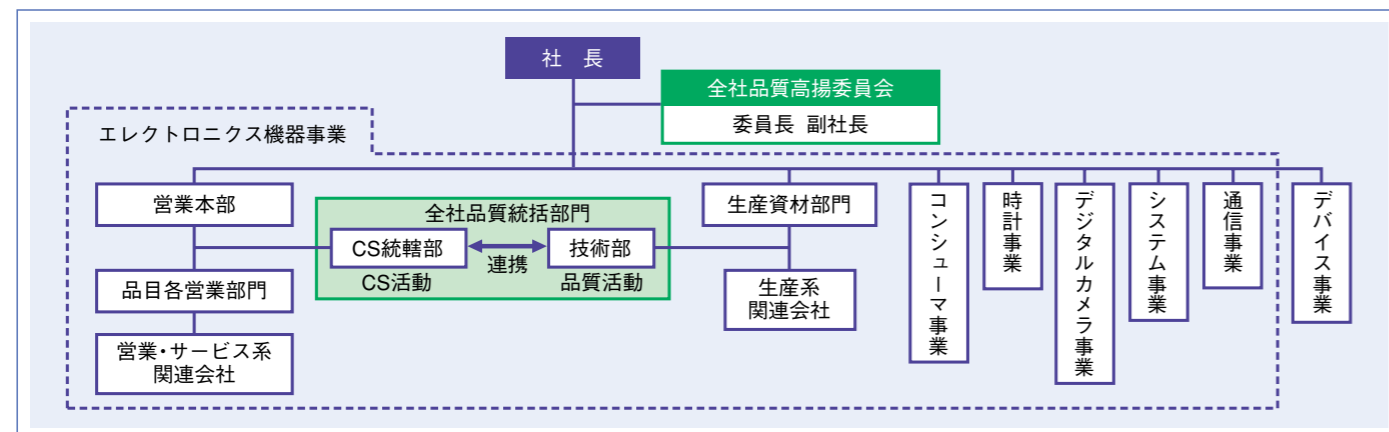 社 長
全社品質高揚委員会
委員長 副社長
エレクトロニクス機器事業
営業本部
全社品質統括部門
CS統轄部
連携
技術部
CS活動
品質活動
生産資材部門
品目各営業部門
生産系
関連会社
営業・サービス系
関連会社
コンシューマ事業
時計事業
デジタルカメラ事業
システム事業
通信事業
デバイス事業